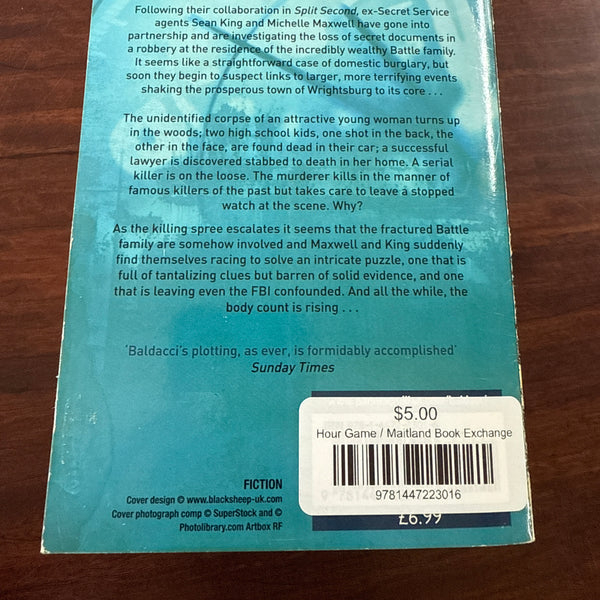 Following their collaboration in Split Second, ex-Secret Service
agents Sean King and Michelle Maxwell have gone into
partnership and are investigating the loss of secret documents in
a robbery at the residence of the incredibly wealthy Battle family.
It seems like a straightforward case of domestic burglary, but
soon they begin to suspect links to larger, more terrifying events
shaking the prosperous town of Wrightsburg to its core . . .
The unidentified corpse of an attractive young woman turns up
in the woods; two high school kids, one shot in the back, the
other in the face, are found dead in their car; a successful
lawyer is discovered stabbed to death in her home. A serial
killer is on the loose. The murderer kills in the manner of
famous killers of the past but takes care to leave a stopped
watch at the scene. Why?
As the killing spree escalates it seems that the fractured Battle
family are somehow involved and Maxwell and King suddenly
find themselves racing to solve an intricate puzzle, one that is
full of tantalizing clues but barren of solid evidence, and one
that is leaving even the FBI confounded. And all the while, the
body count is rising . . .
‘Baldacci’s plotting, as ever, is formidably accomplished’
Sunday Times
$5.00
Hour Game / Maitland Book Exchange
9781447223016
£6.99
FICTION
Cover design © www.blacksheep-uk.com
Cover photograph comp © SuperStock and ©
Photolibrary.com Artbox RF